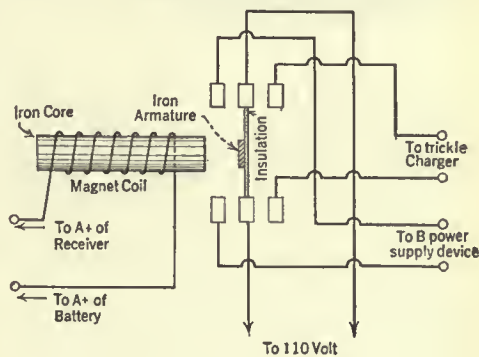 Iron Core
Iron
Armature
Insulation
Magnet Coil
To A+ of
Receiver
To A+ of
Battery
To trickle
Charger
To B power
supply device
To 110 Volt